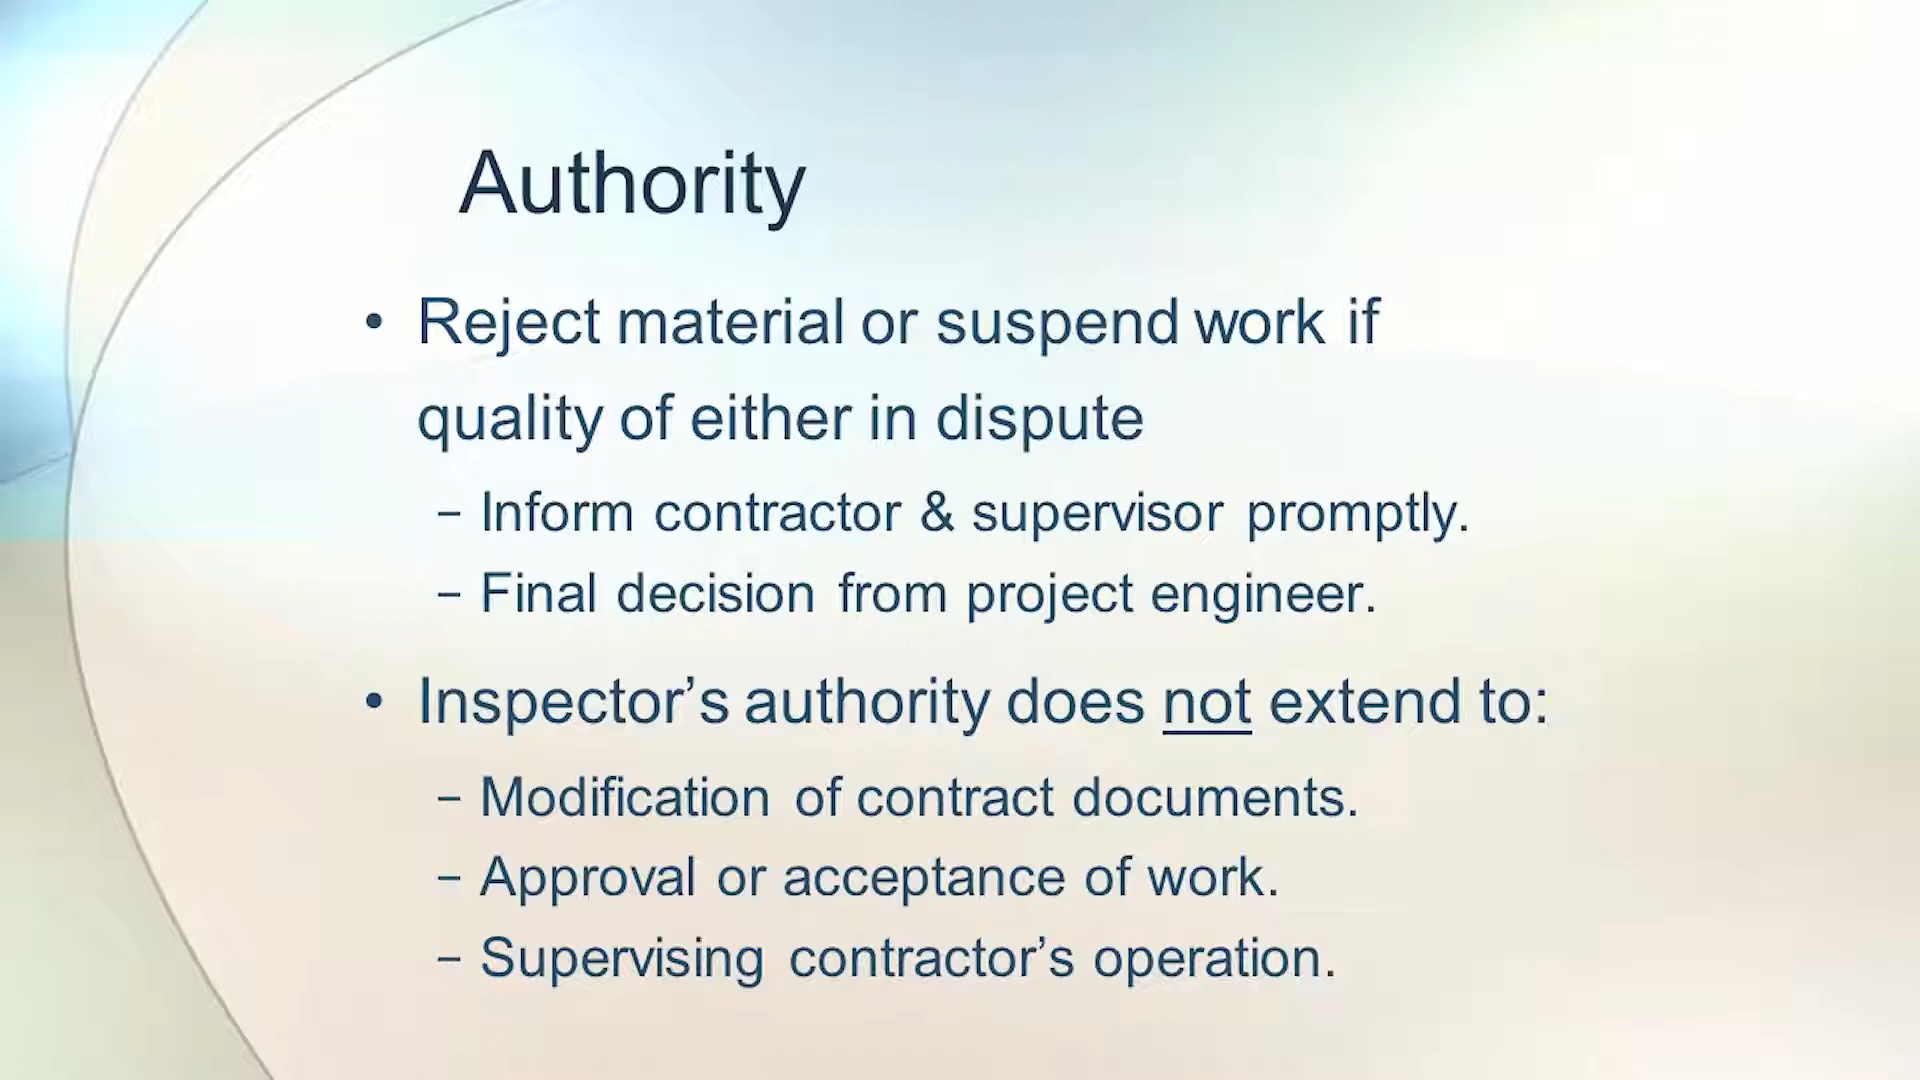 Authority
• Reject material or suspend work if
quality of either in dispute
– Inform contractor & supervisor promptly.
– Final decision from project engineer.
• Inspector’s authority does not extend to:
– Modification of contract documents.
– Approval or acceptance of work.
– Supervising contractor’s operation.